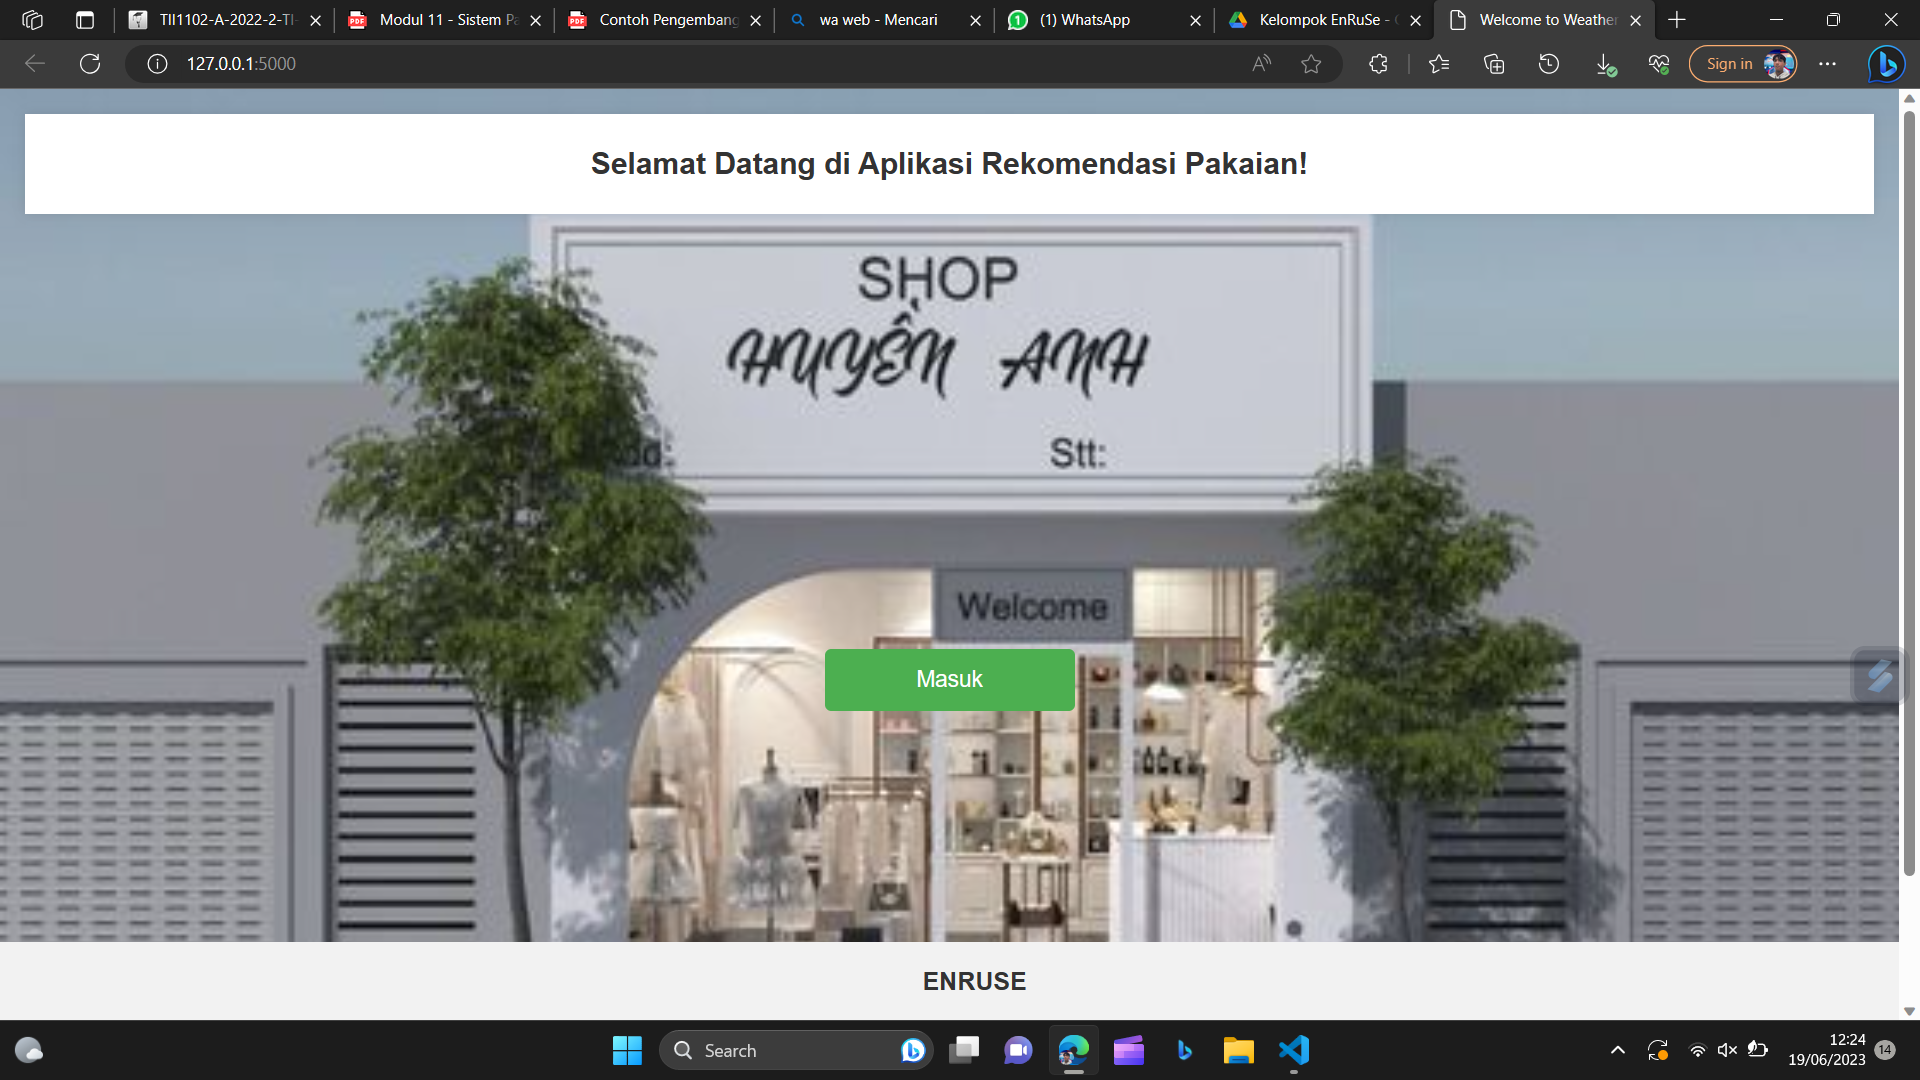 TII1102-A-2022-2-TI-
Modul 11 - Sistem Pa
Contoh Pengembang
wa web - Mencari
(1) WhatsApp
Kelompok EnRuSe -
Welcome to Weather
127.0.0.1:5000
Sign in
Selamat Datang di Aplikasi Rekomendasi Pakaian!
SHOP
HUYỀN ANH
Stt:
Welcome
Masuk
ENRUSE
Search
12:24
19/06/2023
14